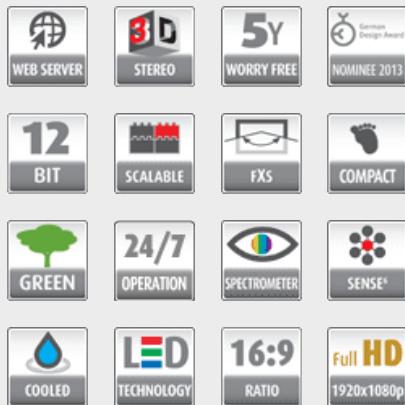 WEB SERVER
3D
STEREO
5Y
WORRY FREE
German
Design Award
NOMINEE 2013
12
BIT
SCALABLE
FXS
COMPACT
GREEN
24/7
OPERATION
SPECTROMETER
SENSE⁶
COOLED
LED
TECHNOLOGY
16:9
RATIO
Full HD
1920x1080p